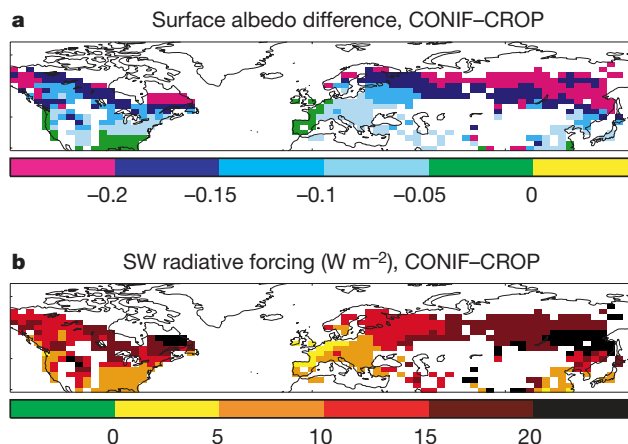 a Surface albedo difference, CONIF–CROP
–0.2 –0.15 –0.1 –0.05 0
b SW radiative forcing (W m⁻²), CONIF–CROP
0 5 10 15 20